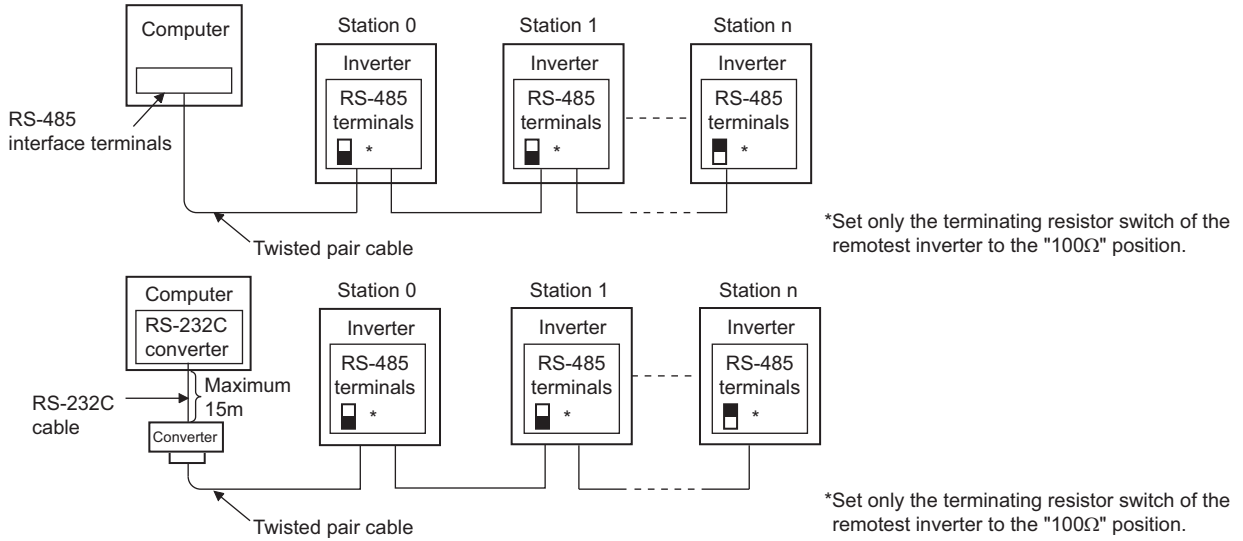 Computer
Station 0
Station 1
Station n
Inverter
Inverter
Inverter
RS-485
terminals
*
RS-485
terminals
*
RS-485
terminals
*
RS-485
interface terminals
Twisted pair cable
*Set only the terminating resistor switch of the
remotest inverter to the "100Ω" position.
Computer
RS-232C
converter
Station 0
Station 1
Station n
Inverter
Inverter
Inverter
RS-485
terminals
*
RS-485
terminals
*
RS-485
terminals
*
Maximum
15m
RS-232C
cable
Converter
Twisted pair cable
*Set only the terminating resistor switch of the
remotest inverter to the "100Ω" position.